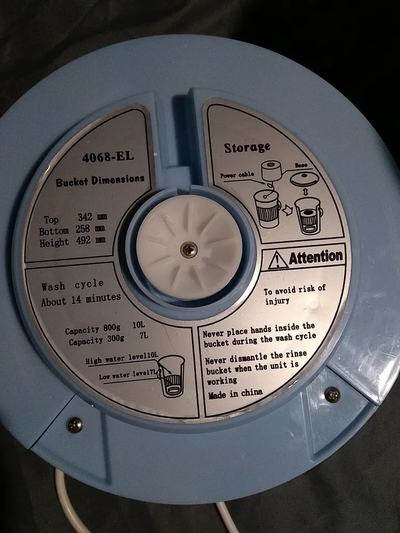 4068-EL
Bucket Dimensions
Top 342 mm
Bottom 258 mm
Height 492 mm
Storage
Power cable
Base
Wash cycle
About 14 minutes
Capacity 800g 10L
Capacity 300g 7L
High water level10L
Low water level7L
Attention
To avoid risk of
injury
Never place hands inside the
bucket during the wash cycle
Never dismantle the rinse
bucket when the unit is
working
Made in china